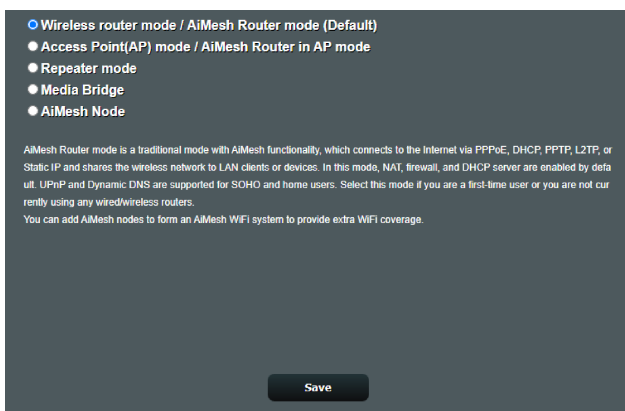 Wireless router mode / AiMesh Router mode (Default)
Access Point(AP) mode / AiMesh Router in AP mode
Repeater mode
Media Bridge
AiMesh Node
AiMesh Router mode is a traditional mode with AiMesh functionality, which connects to the Internet via PPPoE, DHCP, PPTP, L2TP, or
Static IP and shares the wireless network to LAN clients or devices. In this mode, NAT, firewall, and DHCP server are enabled by defa
ult. UPnP and Dynamic DNS are supported for SOHO and home users. Select this mode if you are a first-time user or you are not cur
rently using any wired/wireless routers.
You can add AiMesh nodes to form an AiMesh WiFi system to provide extra WiFi coverage.
Save